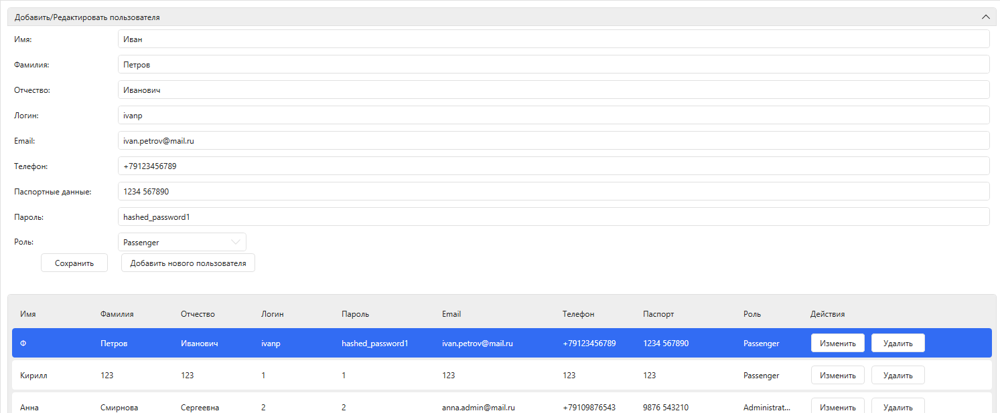 Добавить/Редактировать пользователя
Имя: Иван
Фамилия: Петров
Отчество: Иванович
Логин: ivanp
Email: ivan.petrov@mail.ru
Телефон: +79123456789
Паспортные данные: 1234 567890
Пароль: hashed_password1
Роль: Passenger
Сохранить Добавить нового пользователя
Имя Фамилия Отчество Логин Пароль Email Телефон Паспорт Роль Действия
Ф Петров Иванович ivanp hashed_password1 ivan.petrov@mail.ru +79123456789 1234 567890 Passenger Изменить Удалить
Кирилл 123 123 1 1 123 123 123 Passenger Изменить Удалить
Анна Смирнова Сергеевна 2 2 anna.admin@mail.ru +79109876543 9876 543210 Administrat... Изменить Удалить